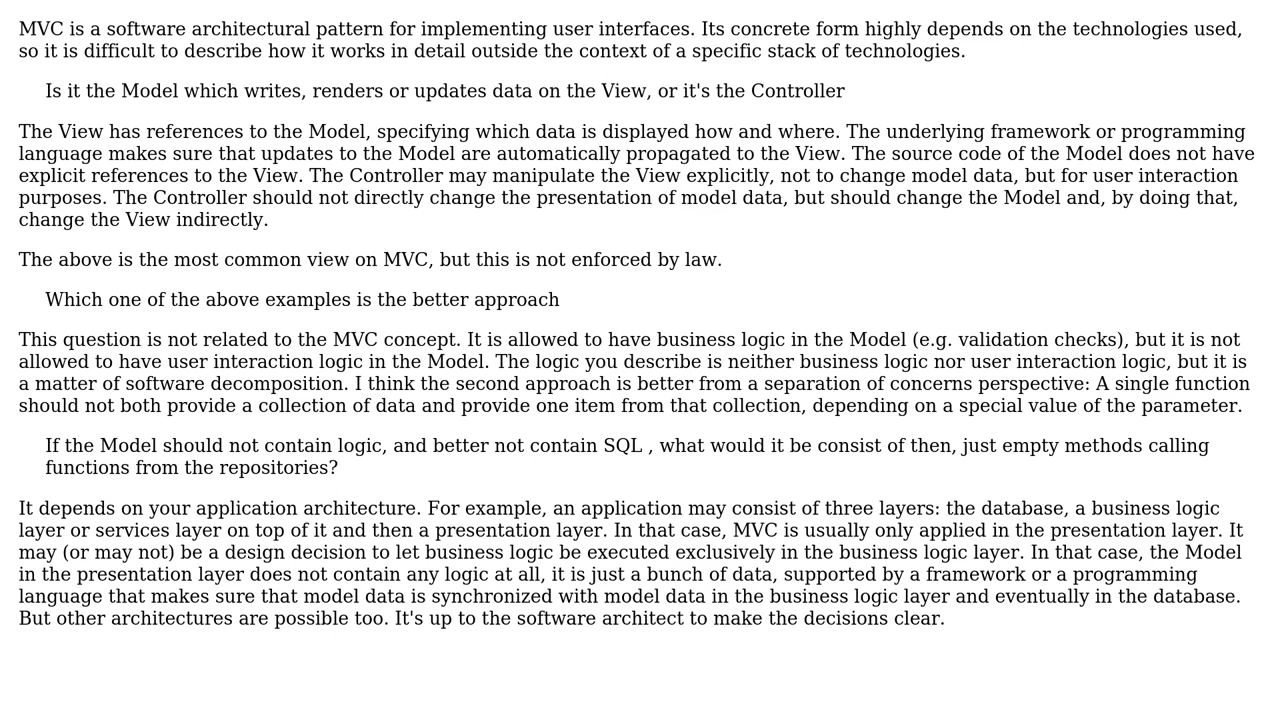 MVC is a software architectural pattern for implementing user interfaces. Its concrete form highly depends on the technologies used,
so it is difficult to describe how it works in detail outside the context of a specific stack of technologies.
Is it the Model which writes, renders or updates data on the View, or it's the Controller
The View has references to the Model, specifying which data is displayed how and where. The underlying framework or programming
language makes sure that updates to the Model are automatically propagated to the View. The source code of the Model does not have
explicit references to the View. The Controller may manipulate the View explicitly, not to change model data, but for user interaction
purposes. The Controller should not directly change the presentation of model data, but should change the Model and, by doing that,
change the View indirectly.
The above is the most common view on MVC, but this is not enforced by law.
Which one of the above examples is the better approach
This question is not related to the MVC concept. It is allowed to have business logic in the Model (e.g. validation checks), but it is not
allowed to have user interaction logic in the Model. The logic you describe is neither business logic nor user interaction logic, but it is
a matter of software decomposition. I think the second approach is better from a separation of concerns perspective: A single function
should not both provide a collection of data and provide one item from that collection, depending on a special value of the parameter.
If the Model should not contain logic, and better not contain SQL , what would it be consist of then, just empty methods calling
functions from the repositories?
It depends on your application architecture. For example, an application may consist of three layers: the database, a business logic
layer or services layer on top of it and then a presentation layer. In that case, MVC is usually only applied in the presentation layer. It
may (or may not) be a design decision to let business logic be executed exclusively in the business logic layer. In that case, the Model
in the presentation layer does not contain any logic at all, it is just a bunch of data, supported by a framework or a programming
language that makes sure that model data is synchronized with model data in the business logic layer and eventually in the database.
But other architectures are possible too. It's up to the software architect to make the decisions clear.